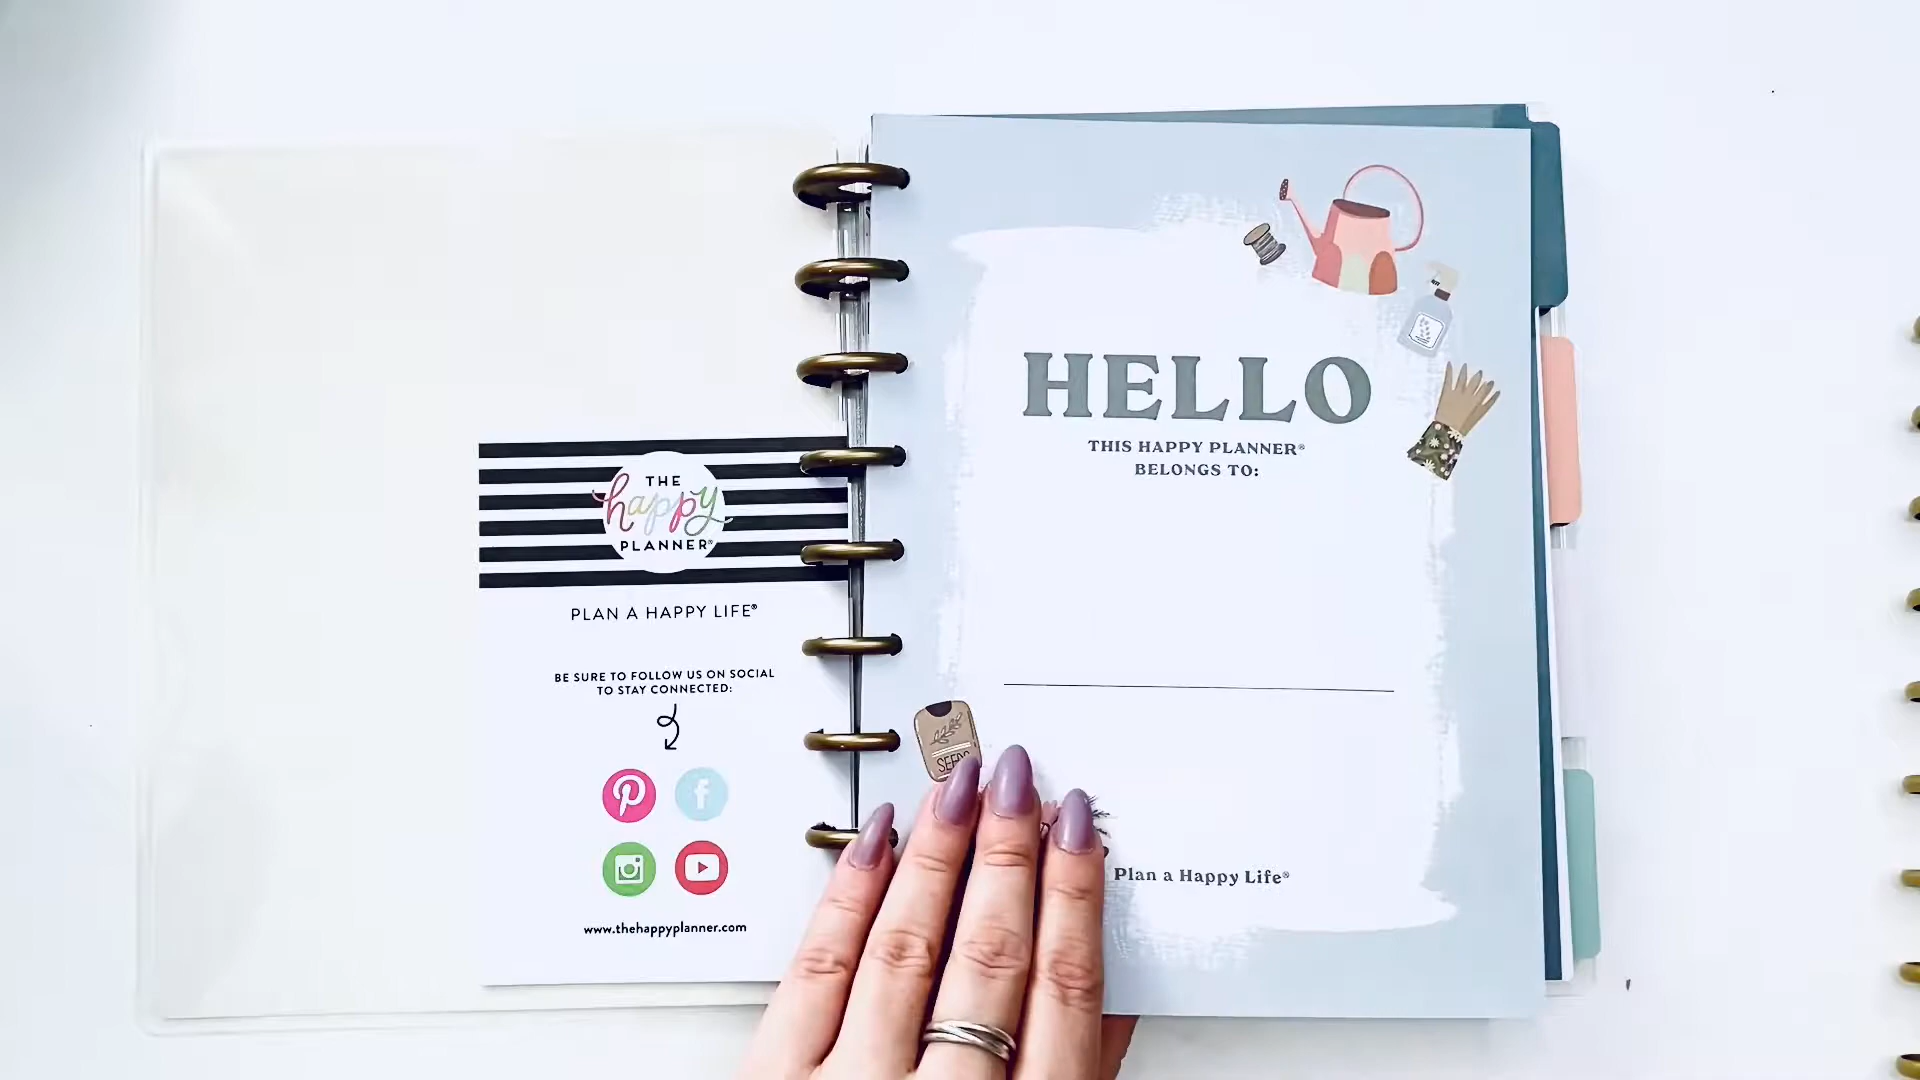 THE
happy
PLANNER®
PLAN A HAPPY LIFE®
BE SURE TO FOLLOW US ON SOCIAL
TO STAY CONNECTED:
www.thehappyplanner.com
HELLO
THIS HAPPY PLANNER®
BELONGS TO:
SEEDS
Plan a Happy Life®